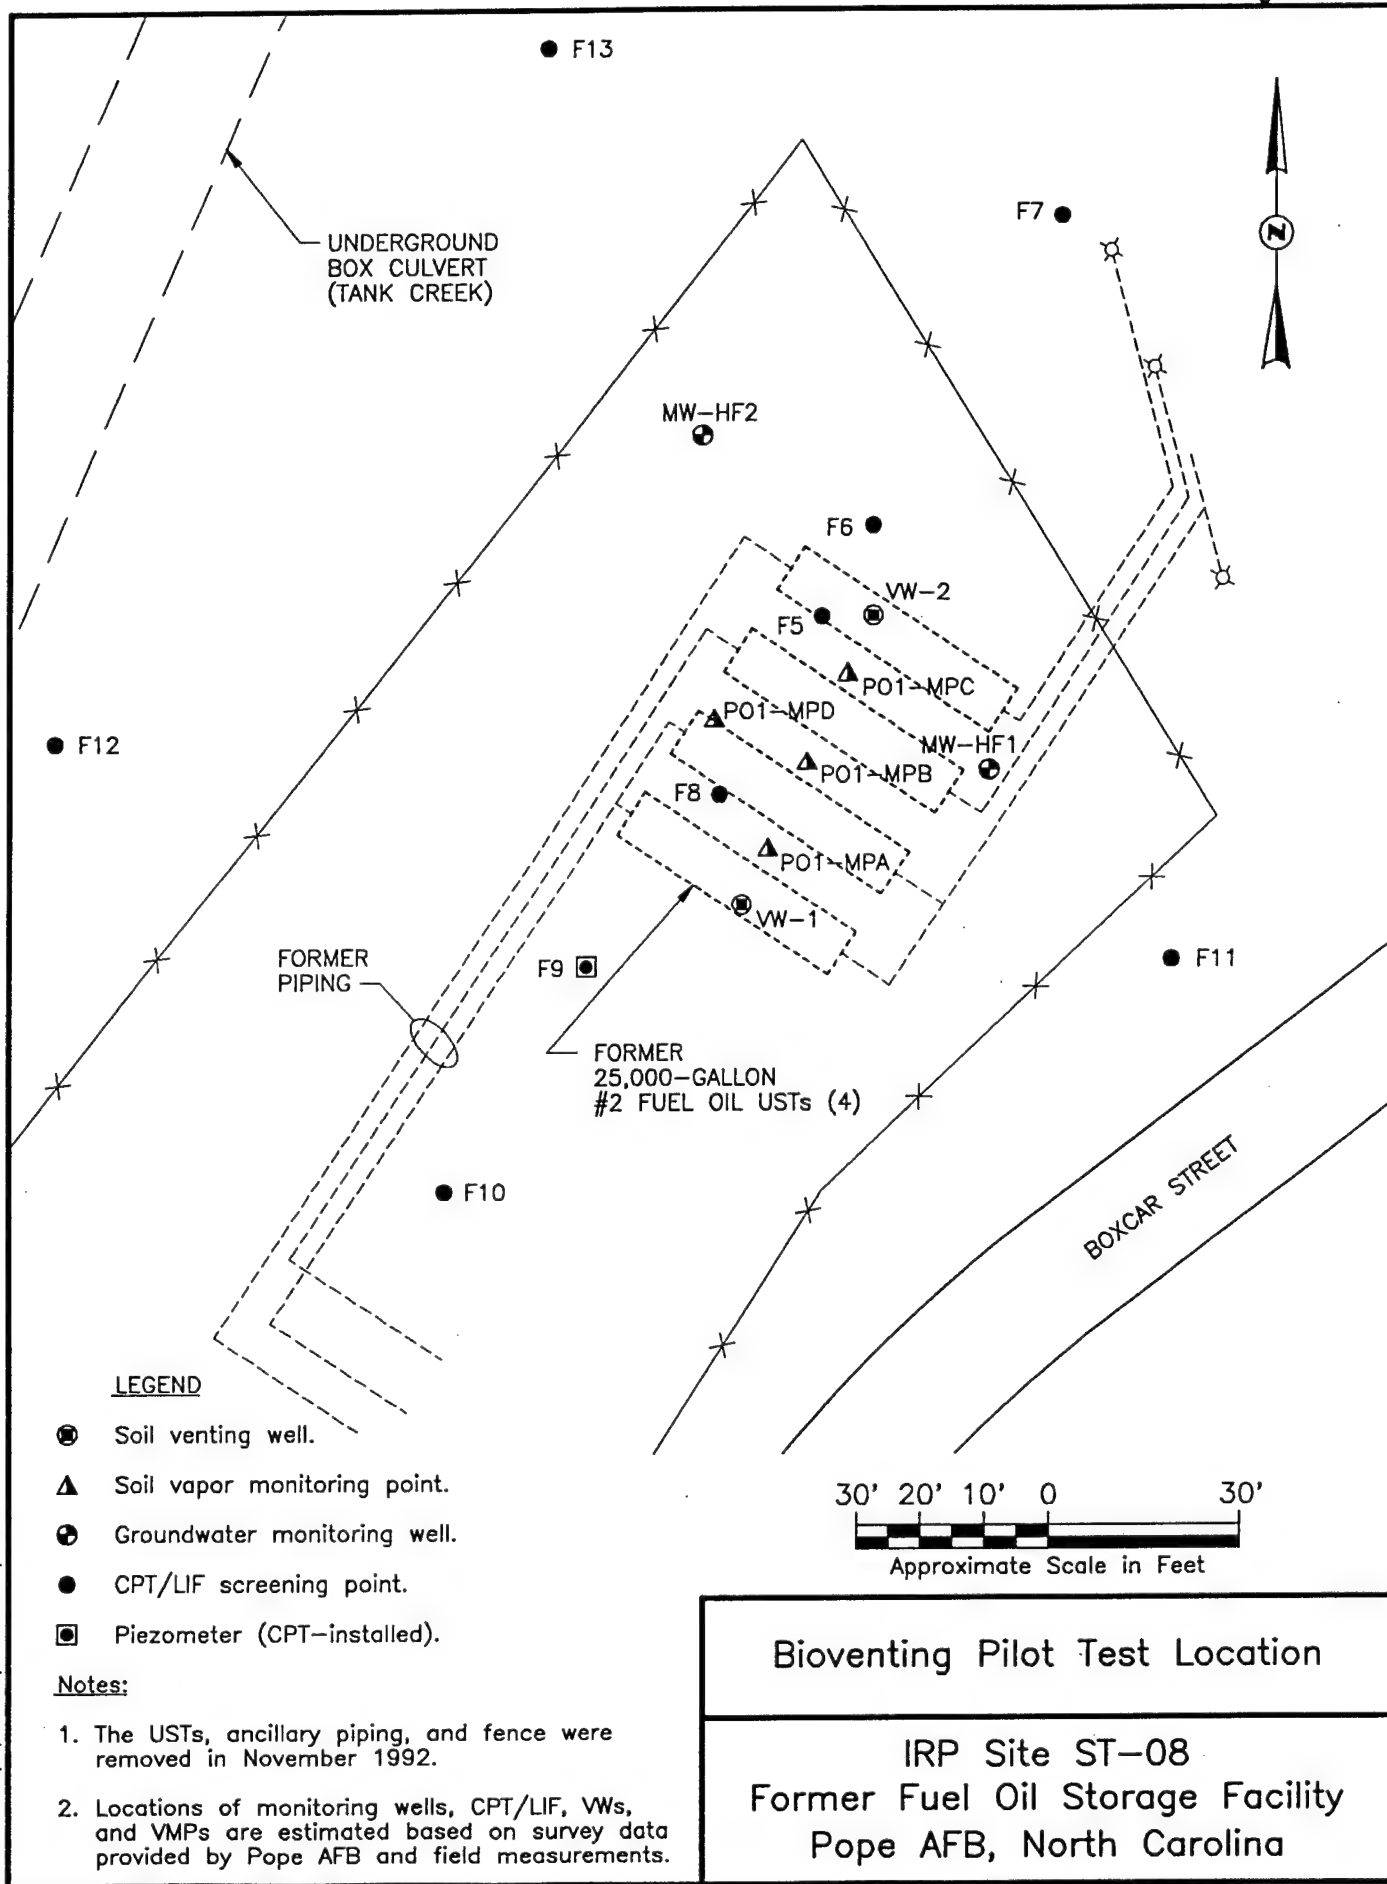 F13
F7
N
UNDERGROUND
BOX CULVERT
(TANK CREEK)
MW-HF2
F6
VW-2
F5
PO1-MPC
PO1-MPD
MW-HF1
F12
PO1-MPB
F8
PO1-MPA
VW-1
FORMER
PIPING
F9
F11
FORMER
25,000-GALLON
#2 FUEL OIL USTs (4)
BOXCAR STREET
F10
LEGEND
Soil venting well.
Soil vapor monitoring point.
Groundwater monitoring well.
CPT/LIF screening point.
Piezometer (CPT-installed).
30' 20' 10' 0 30'
Approximate Scale in Feet
Notes:
1. The USTs, ancillary piping, and fence were
removed in November 1992.
2. Locations of monitoring wells, CPT/LIF, VWs,
and VMPs are estimated based on survey data
provided by Pope AFB and field measurements.
Bioventing Pilot Test Location
IRP Site ST-08
Former Fuel Oil Storage Facility
Pope AFB, North Carolina